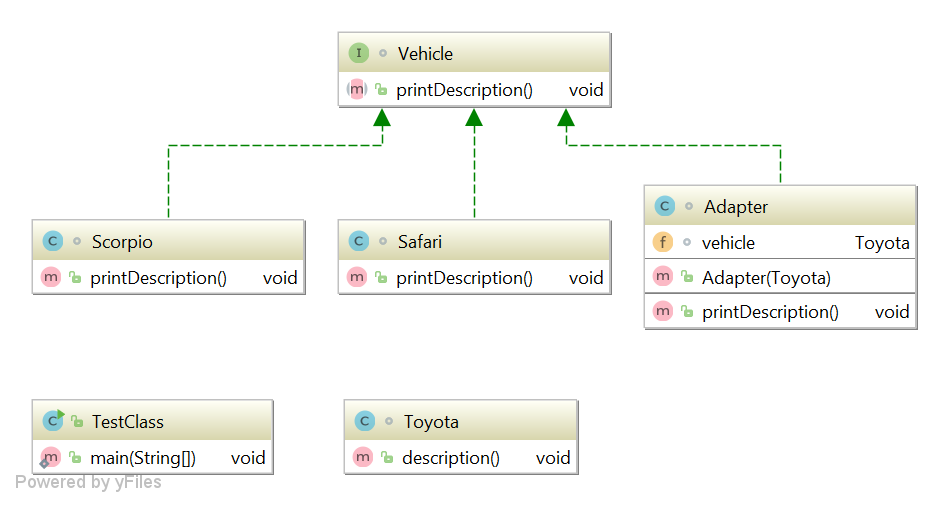 I Vehicle
m printDescription() void
C Scorpio
m printDescription() void
C Safari
m printDescription() void
C Adapter
f vehicle Toyota
m Adapter(Toyota)
m printDescription() void
C TestClass
m main(String[]) void
C Toyota
m description() void
Powered by yFiles